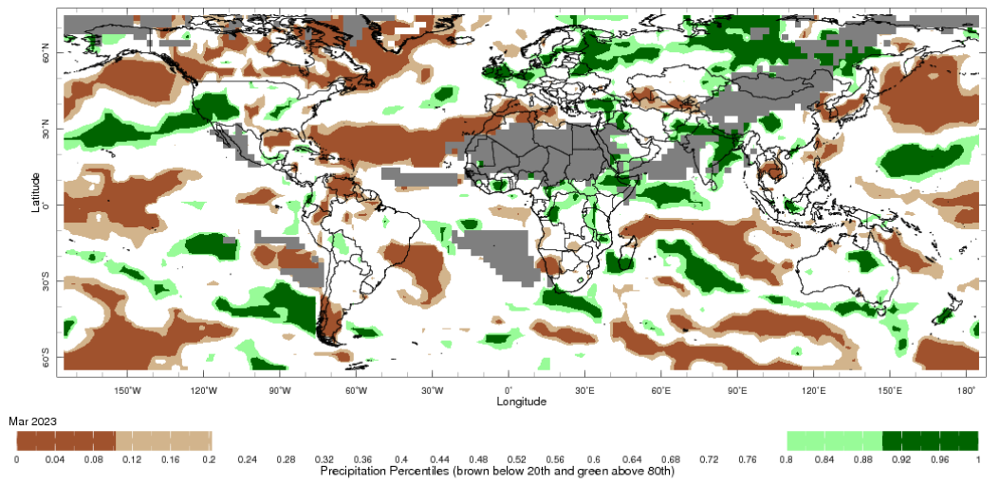 60°N
30°N
0°
30°S
60°S
Latitude
150°W 120°W 90°W 60°W 30°W 0° 30°E 60°E 90°E 120°E 150°E 180°
Longitude
Mar 2023
0 0.04 0.08 0.12 0.16 0.2 0.24 0.28 0.32 0.36 0.4 0.44 0.48 0.52 0.56 0.6 0.64 0.68 0.72 0.76 0.8 0.84 0.88 0.92 0.96 1
Precipitation Percentiles (brown below 20th and green above 80th)